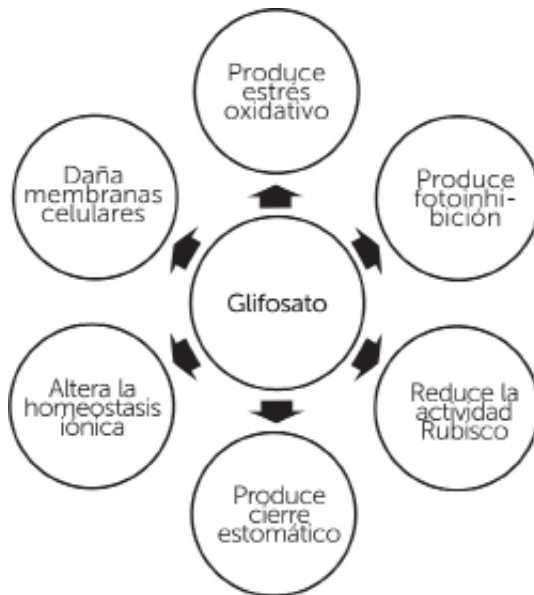 Produce
estrés
oxidativo
Daña
membranas
celulares
Produce
fotoinhi-
bición
Glifosato
Altera la
homeostasis
iónica
Reduce la
actividad
Rubisco
Produce
cierre
estomático